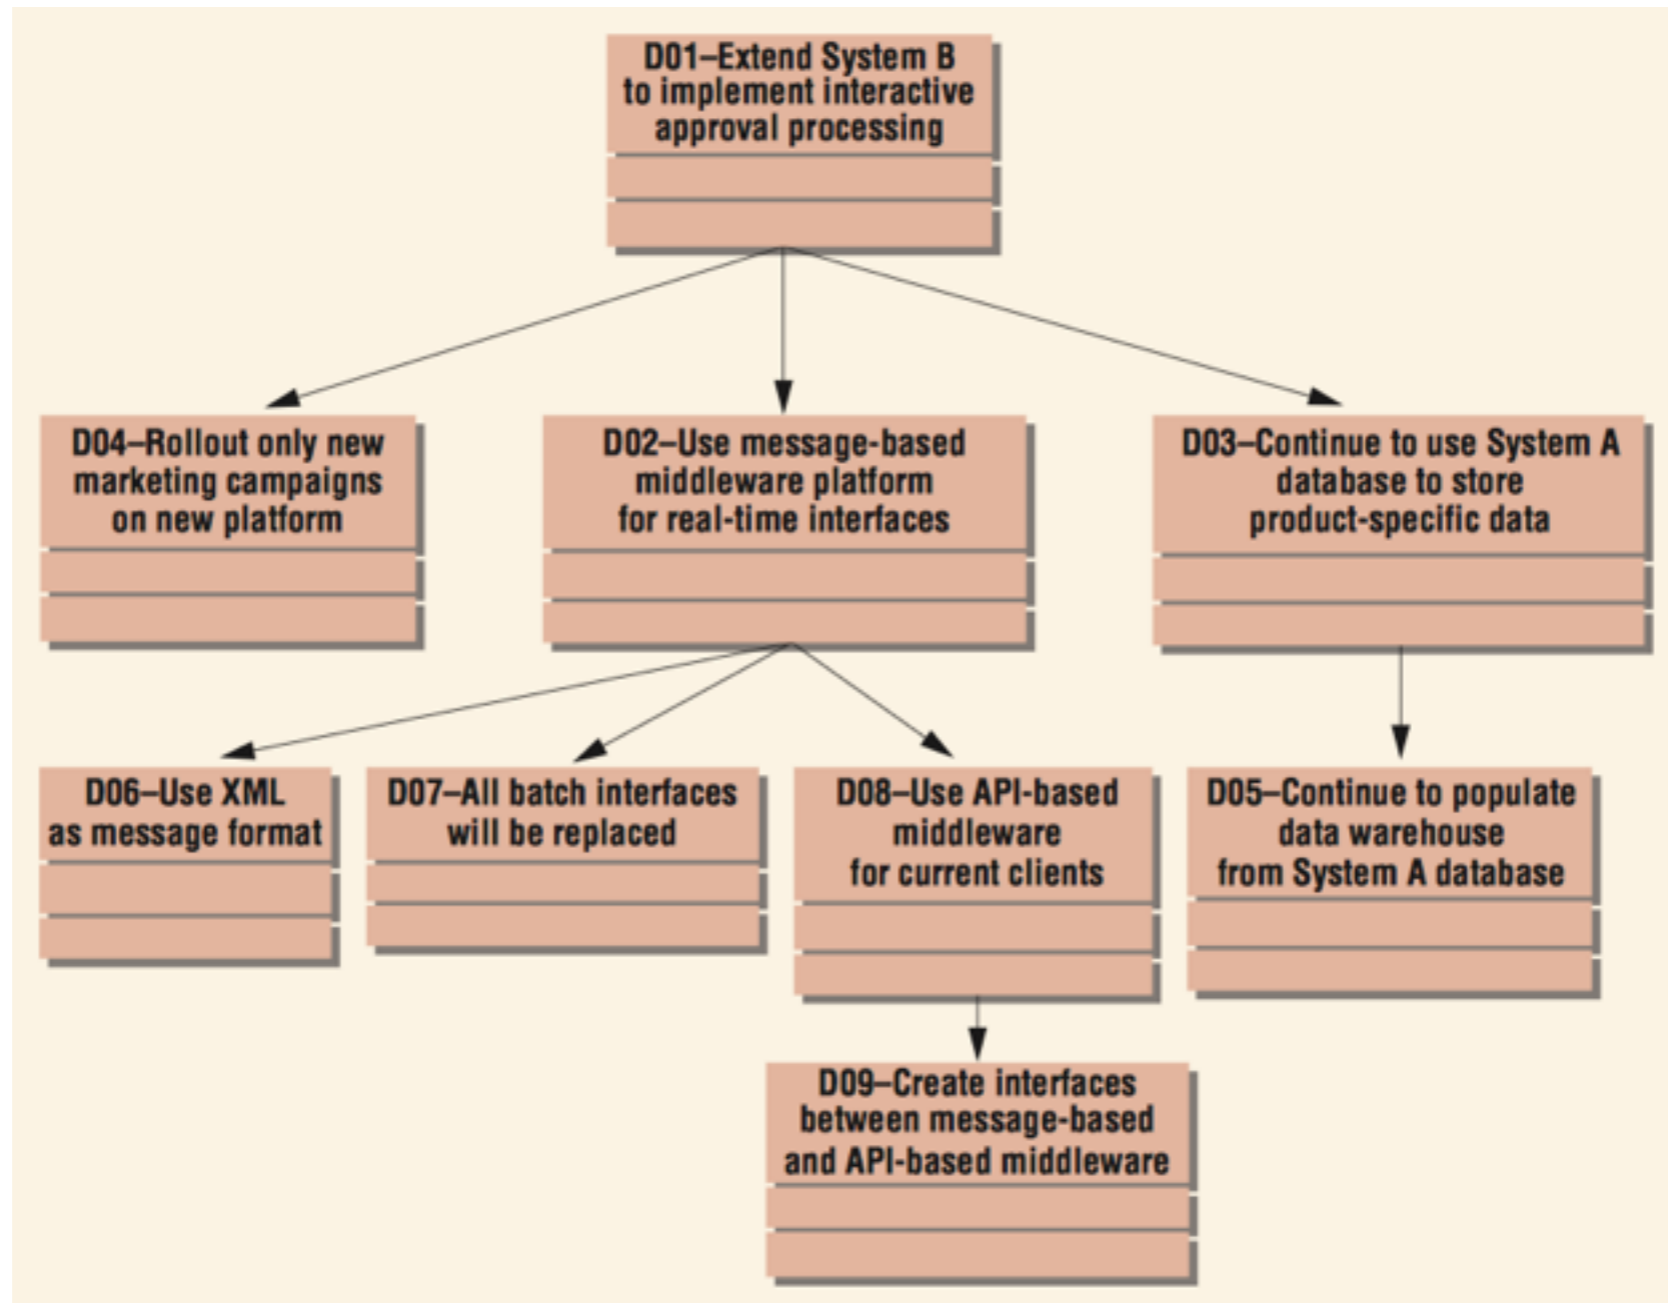 D01–Extend System B
to implement interactive
approval processing
D04–Rollout only new
marketing campaigns
on new platform
D02–Use message-based
middleware platform
for real-time interfaces
D03–Continue to use System A
database to store
product-specific data
D06–Use XML
as message format
D07–All batch interfaces
will be replaced
D08–Use API-based
middleware
for current clients
D05–Continue to populate
data warehouse
from System A database
D09–Create interfaces
between message-based
and API-based middleware